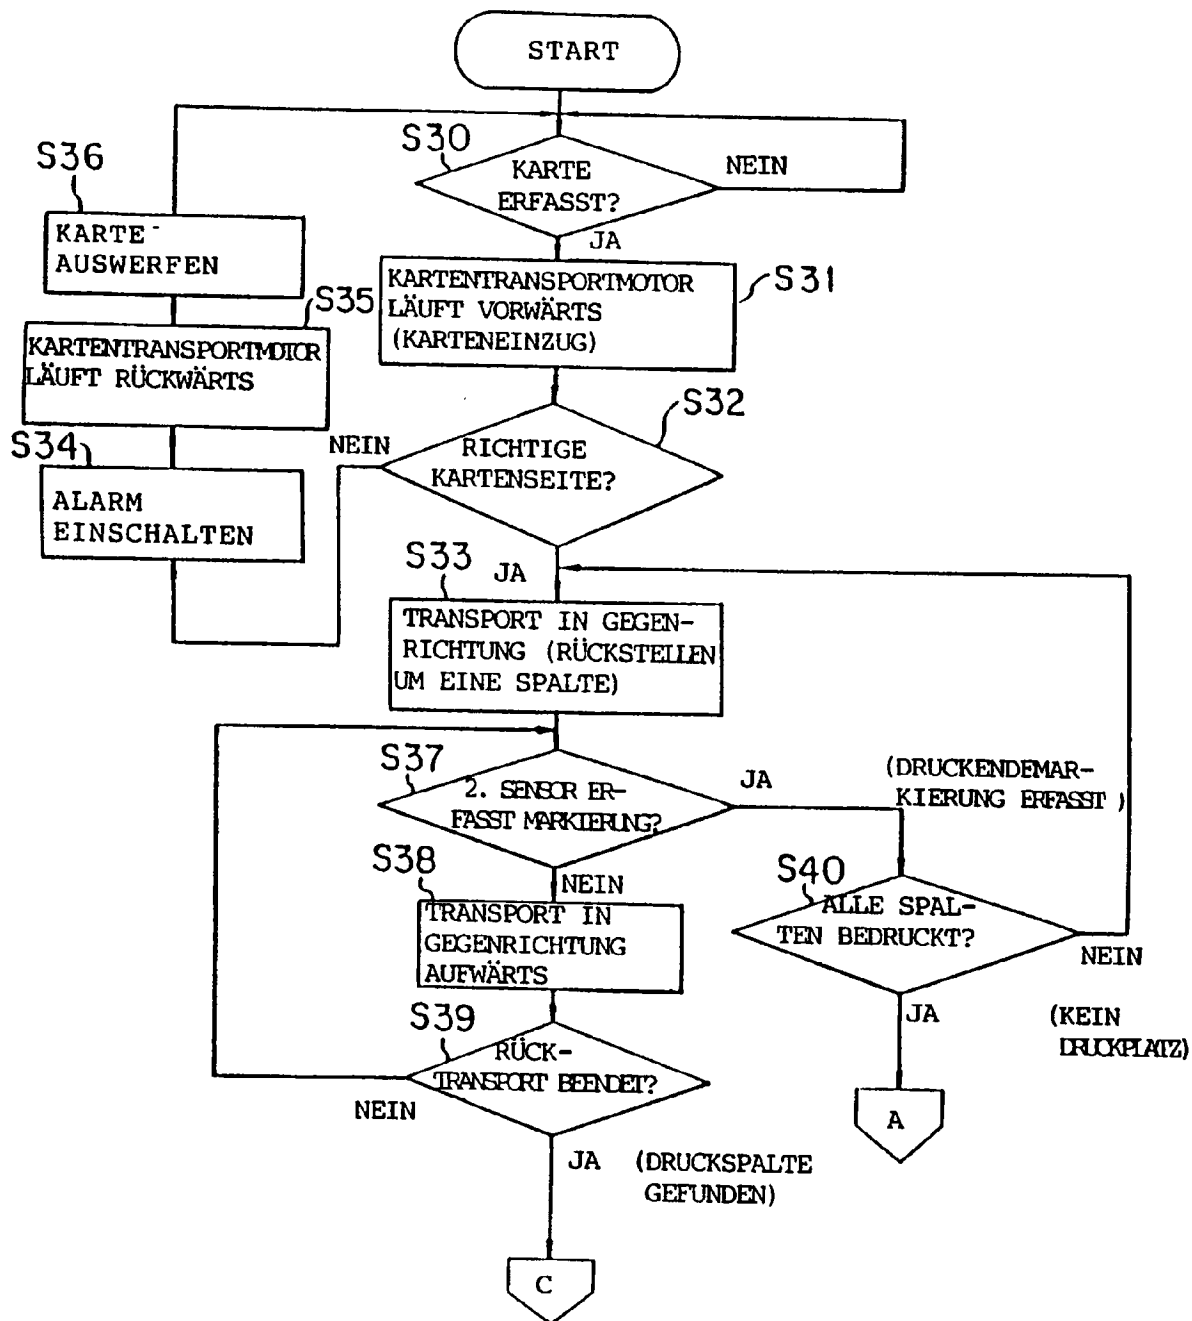 START
S30
KARTE
ERFASST?
NEIN
JA
S36
KARTE
AUSWERFEN
KARTENTRANSPORTMOTOR
LÄUFT VORWÄRTS
(KARTENEINZUG)
S31
S35
KARTENTRANSPORTMOTOR
LÄUFT RÜCKWÄRTS
S32
RICHTIGE
KARTENSEITE?
NEIN
S34
ALARM
EINSCHALTEN
JA
S33
TRANSPORT IN GEGEN-
RICHTUNG (RÜCKSTELLEN
UM EINE SPALTE)
S37
2. SENSOR ER-
FASST MARKIERUNG?
JA
(DRUCKENDEMAR-
KIERUNG ERFASST)
NEIN
S38
TRANSPORT IN
GEGENRICHTUNG
AUFWÄRTS
S40
ALLE SPAL-
TEN BEDRUCKT?
NEIN
(KEIN
DRUCKPLATZ)
JA
A
S39
RÜCK-
TRANSPORT BEENDET?
NEIN
JA (DRUCKSPALTE
GEFUNDEN)
C